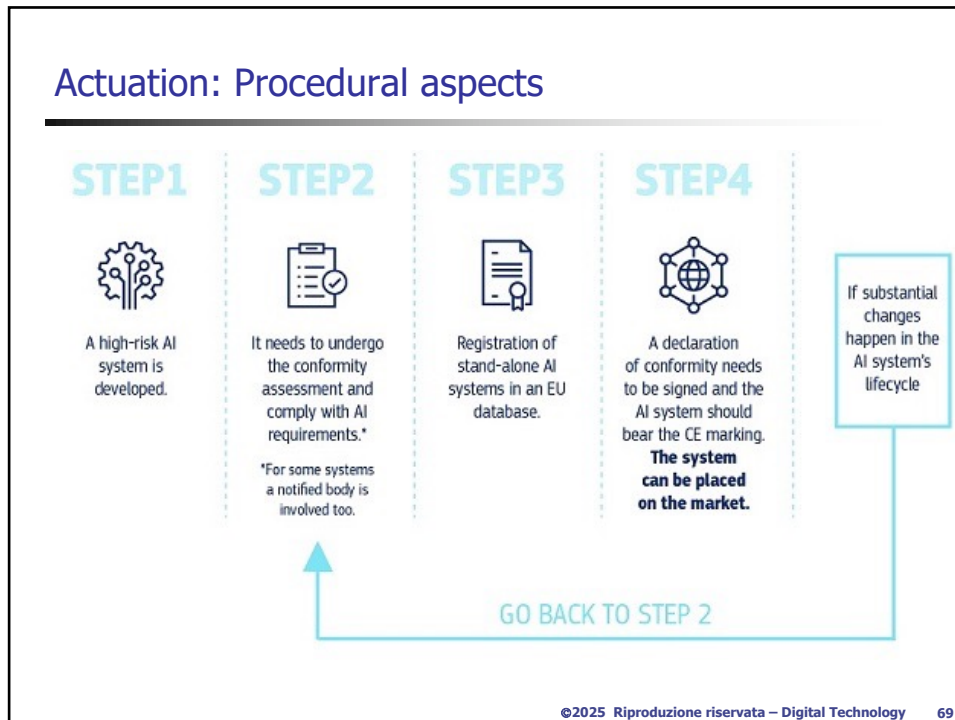 Actuation: Procedural aspects
STEP1
A high-risk AI
system is
developed.
STEP2
It needs to undergo
the conformity
assessment and
comply with AI
requirements.*
*For some systems
a notified body is
involved too.
STEP3
Registration of
stand-alone AI
systems in an EU
database.
STEP4
A declaration
of conformity needs
to be signed and the
AI system should
bear the CE marking.
The system
can be placed
on the market.
If substantial
changes
happen in the
AI system's
lifecycle
GO BACK TO STEP 2
©2025 Riproduzione riservata – Digital Technology 69